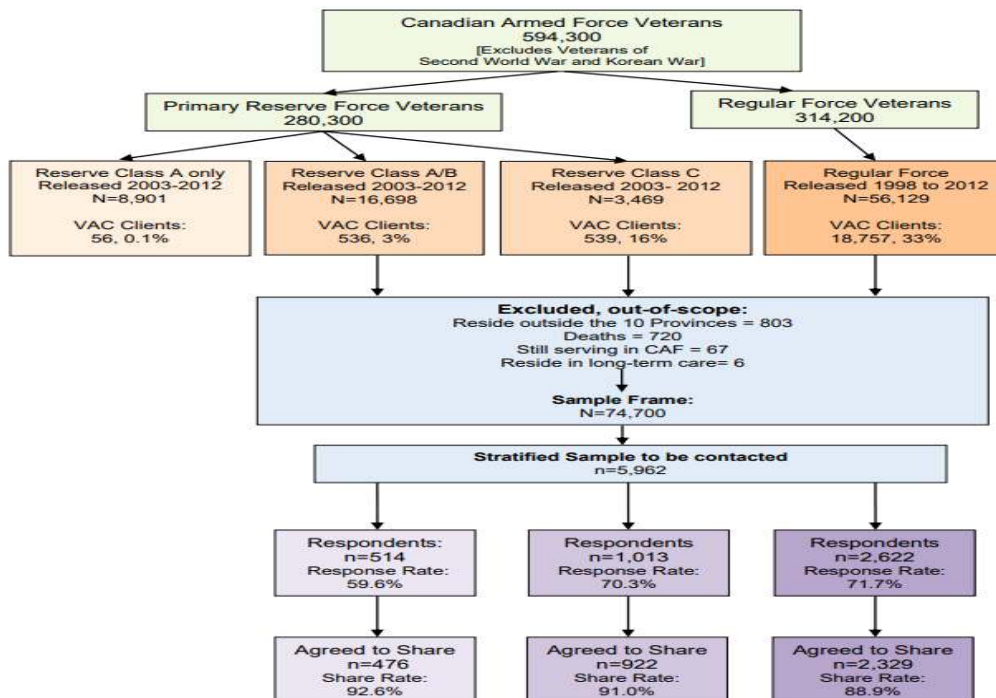 Canadian Armed Force Veterans
594,300
[Excludes Veterans of
Second World War and Korean War]
Primary Reserve Force Veterans
280,300
Regular Force Veterans
314,200
Reserve Class A only
Released 2003-2012
N=8,901
VAC Clients:
56, 0.1%
Reserve Class A/B
Released 2003-2012
N=16,698
VAC Clients:
536, 3%
Reserve Class C
Released 2003- 2012
N=3,469
VAC Clients:
539, 16%
Regular Force
Released 1998 to 2012
N=56,129
VAC Clients:
18,757, 33%
Excluded, out-of-scope:
Reside outside the 10 Provinces = 803
Deaths = 720
Still serving in CAF = 67
Reside in long-term care= 6
Sample Frame:
N=74,700
Stratified Sample to be contacted
n=5,962
Respondents:
n=514
Response Rate:
59.6%
Respondents
n=1,013
Response Rate:
70.3%
Respondents
n=2,622
Response Rate:
71.7%
Agreed to Share
n=476
Share Rate:
92.6%
Agreed to Share
n=922
Share Rate:
91.0%
Agreed to Share
n=2,329
Share Rate:
88.9%